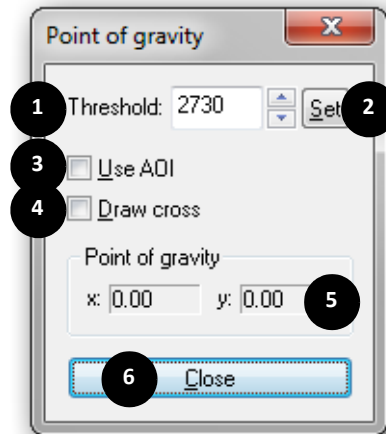 Point of gravity
1 Threshold: 2730 Set 2
3 Use AOI
4 Draw cross
Point of gravity
x: 0.00 y: 0.00 5
6 Close